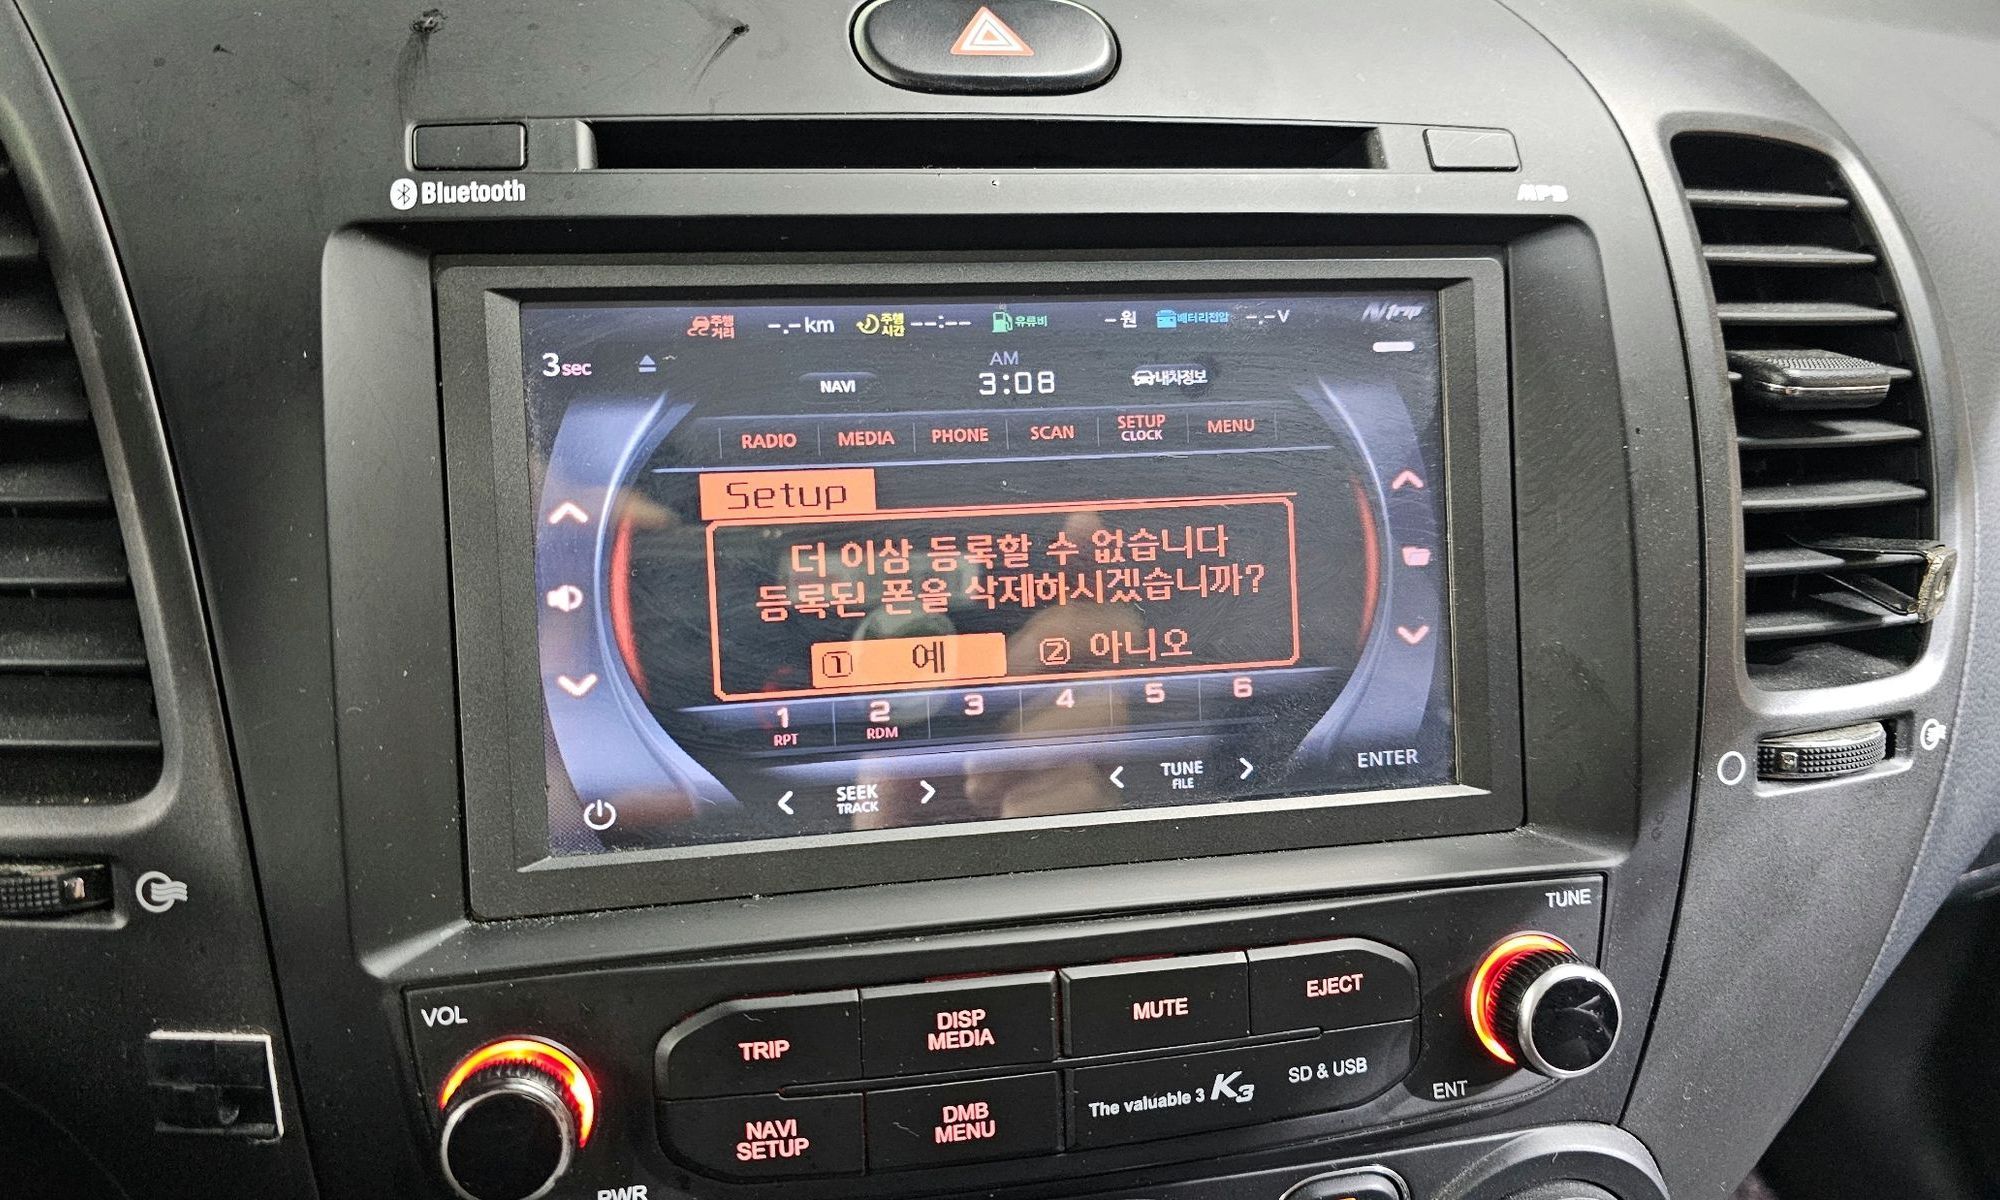 Bluetooth
MP3
주행
거리
-.-km
주행
시간
--:--
유류비
-원
배터리전압
-.-V
N trip
3sec
NAVI
AM
3:08
내차정보
RADIO
MEDIA
PHONE
SCAN
SETUP
CLOCK
MENU
Setup
더 이상 등록할 수 없습니다
등록된 폰을 삭제하시겠습니까?
1 예
2 아니오
1
RPT
2
RDM
3
4
5
6
SEEK
TRACK
TUNE
FILE
ENTER
VOL
TUNE
TRIP
DISP
MEDIA
MUTE
EJECT
NAVI
SETUP
DMB
MENU
The valuable 3 K3
SD & USB
ENT
PWR